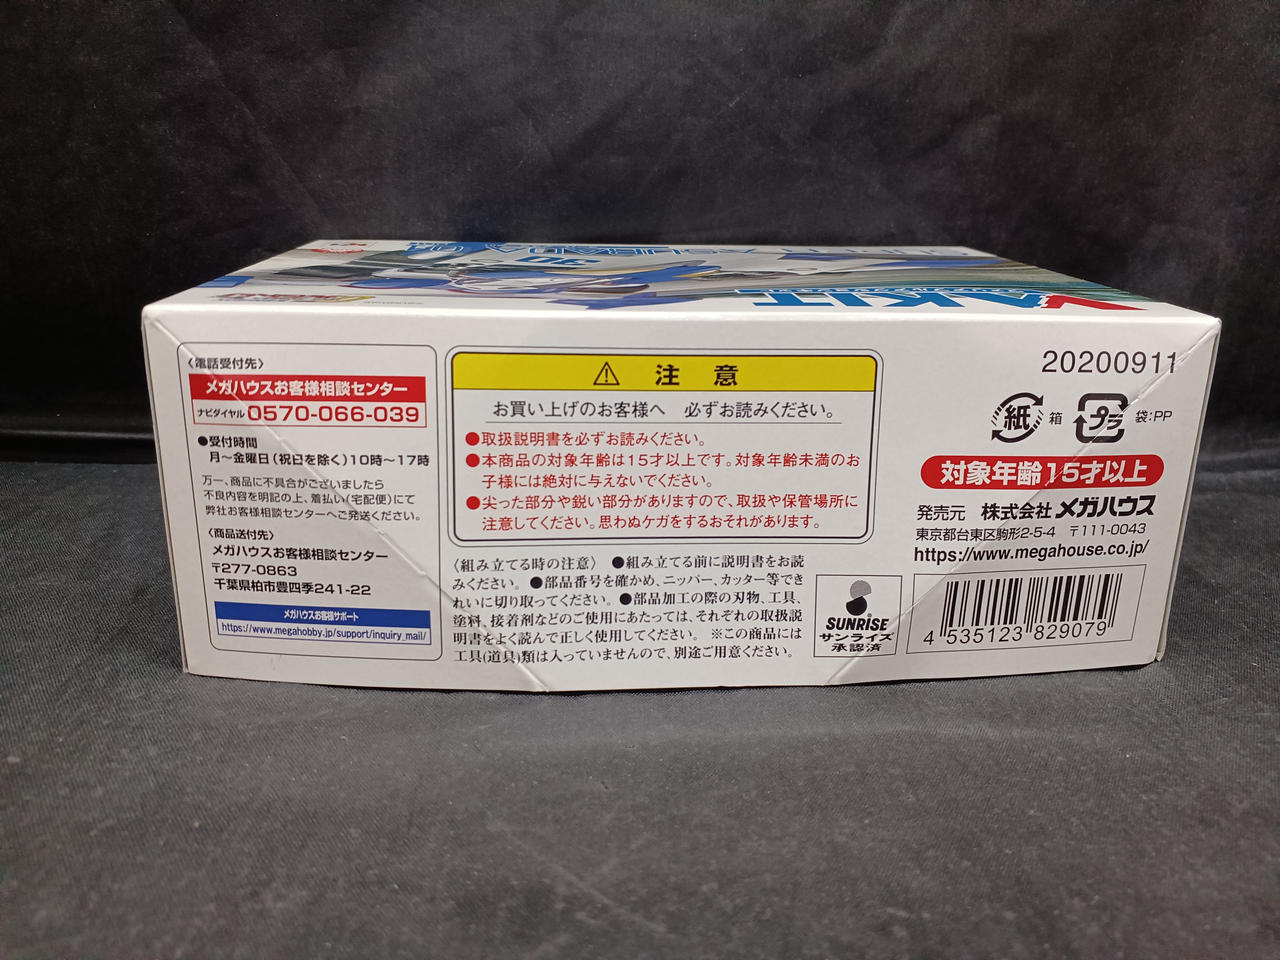 ASURADA
30
VA KIT
〈電話受付先〉
メガハウスお客様相談センター
ナビダイヤル 0570-066-039
●受付時間
月〜金曜日(祝日を除く)10時〜17時
万一、商品に不具合がございましたら
不良内容を明記の上、着払い(宅配便)にて
弊社お客様相談センターへご発送ください。
〈商品送付先〉
メガハウスお客様相談センター
〒277-0863
千葉県柏市豊四季241-22
メガハウスお客様サポート
https://www.megahobby.jp/support/inquiry_mail/
注 意
お買い上げのお客様へ 必ずお読みください。
●取扱説明書を必ずお読みください。
●本商品の対象年齢は15才以上です。対象年齢未満のお
子様には絶対に与えないでください。
●尖った部分や鋭い部分がありますので、取扱や保管場所に
注意してください。思わぬケガをするおそれがあります。
〈組み立てる時の注意〉 ●組み立てる前に説明書をお読
みください。●部品番号を確かめ、ニッパー、カッター等でき
れいに切り取ってください。●部品加工の際の刃物、工具、
塗料、接着剤などのご使用にあたっては、それぞれの取扱説
明書をよく読んで正しく使用してください。 ※この商品には
工具(道具)類は入っていませんので、別途ご用意ください。
SUNRISE
サンライズ
承認済
20200911
紙 箱 プラ 袋:PP
対象年齢15才以上
発売元 株式会社メガハウス
東京都台東区駒形2-5-4 〒111-0043
https://www.megahouse.co.jp/
4 535123 829079